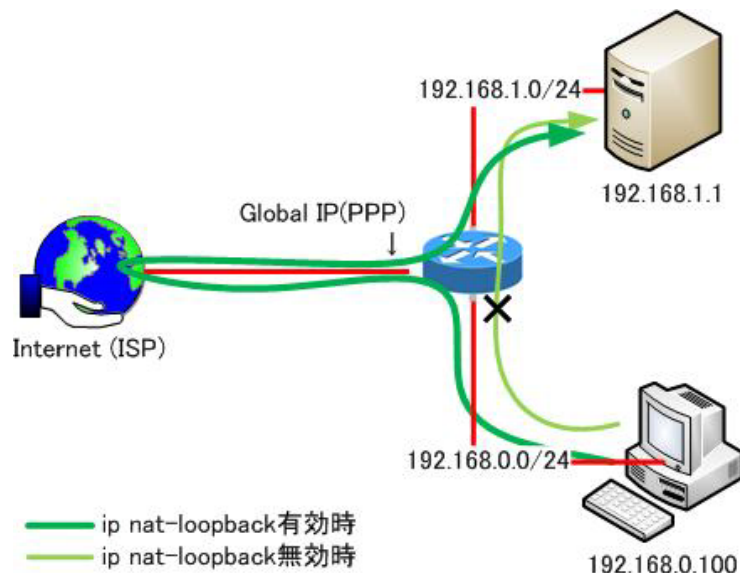 192.168.1.0/24
192.168.1.1
Global IP(PPP)
↓
Internet (ISP)
192.168.0.0/24
ip nat-loopback有効時
ip nat-loopback無効時
192.168.0.100